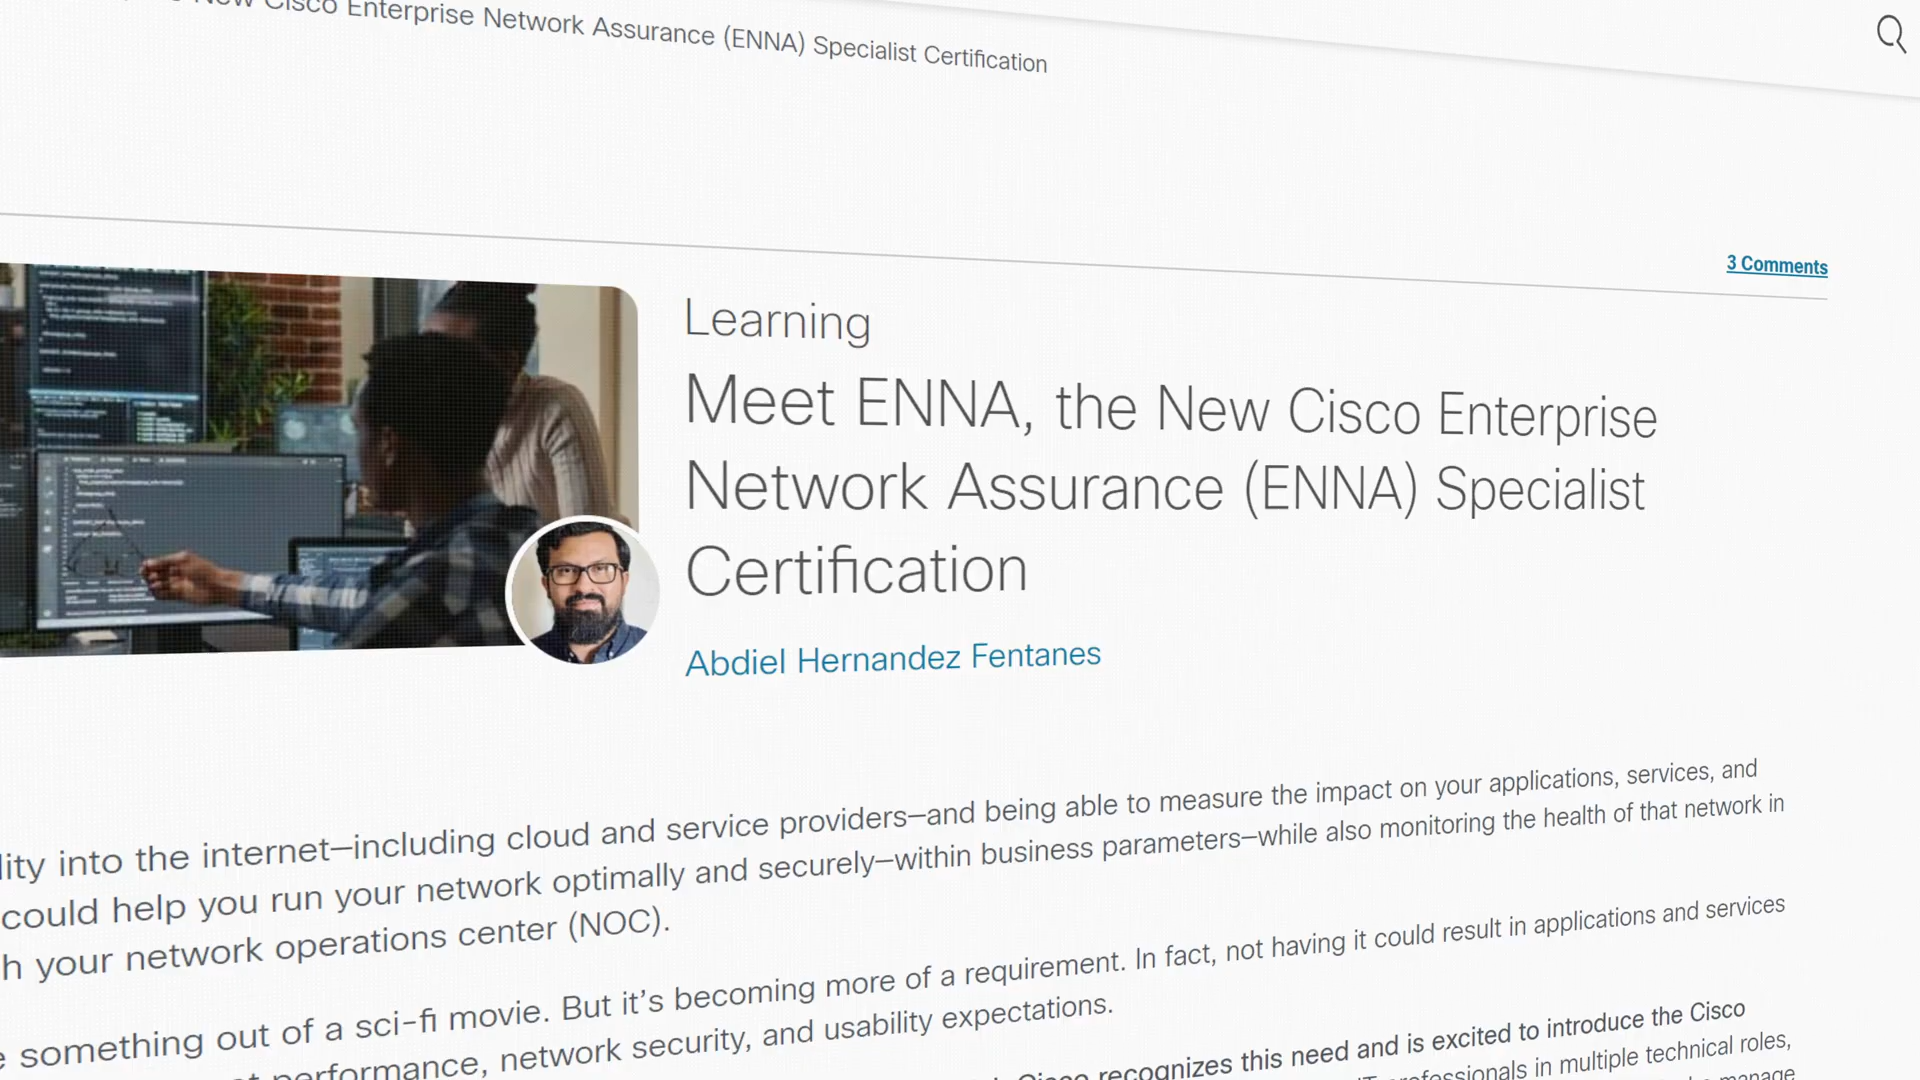 New Cisco Enterprise Network Assurance (ENNA) Specialist Certification
3 Comments
Learning
Meet ENNA, the New Cisco Enterprise
Network Assurance (ENNA) Specialist
Certification
Abdiel Hernandez Fentanes
into the internet—including cloud and service providers—and being able to measure the impact on your applications, services, and
could help you run your network optimally and securely—within business parameters—while also monitoring the health of that network in
your network operations center (NOC).
something out of a sci-fi movie. But it's becoming more of a requirement. In fact, not having it could result in applications and services
performance, network security, and usability expectations.
Cisco recognizes this need and is excited to introduce the Cisco
professionals in multiple technical roles,
manage